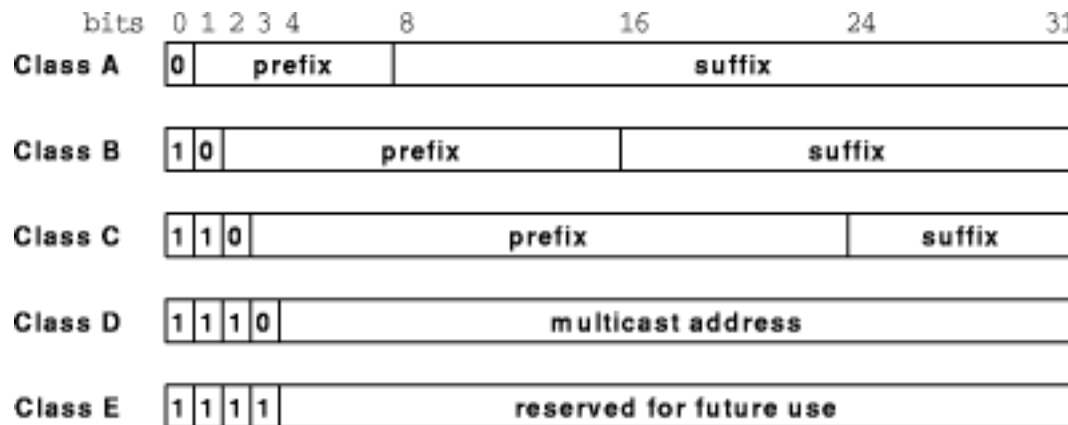 bits 0 1 2 3 4 8 16 24 31
Class A 0 prefix suffix
Class B 1 0 prefix suffix
Class C 1 1 0 prefix suffix
Class D 1 1 1 0 multicast address
Class E 1 1 1 1 reserved for future use